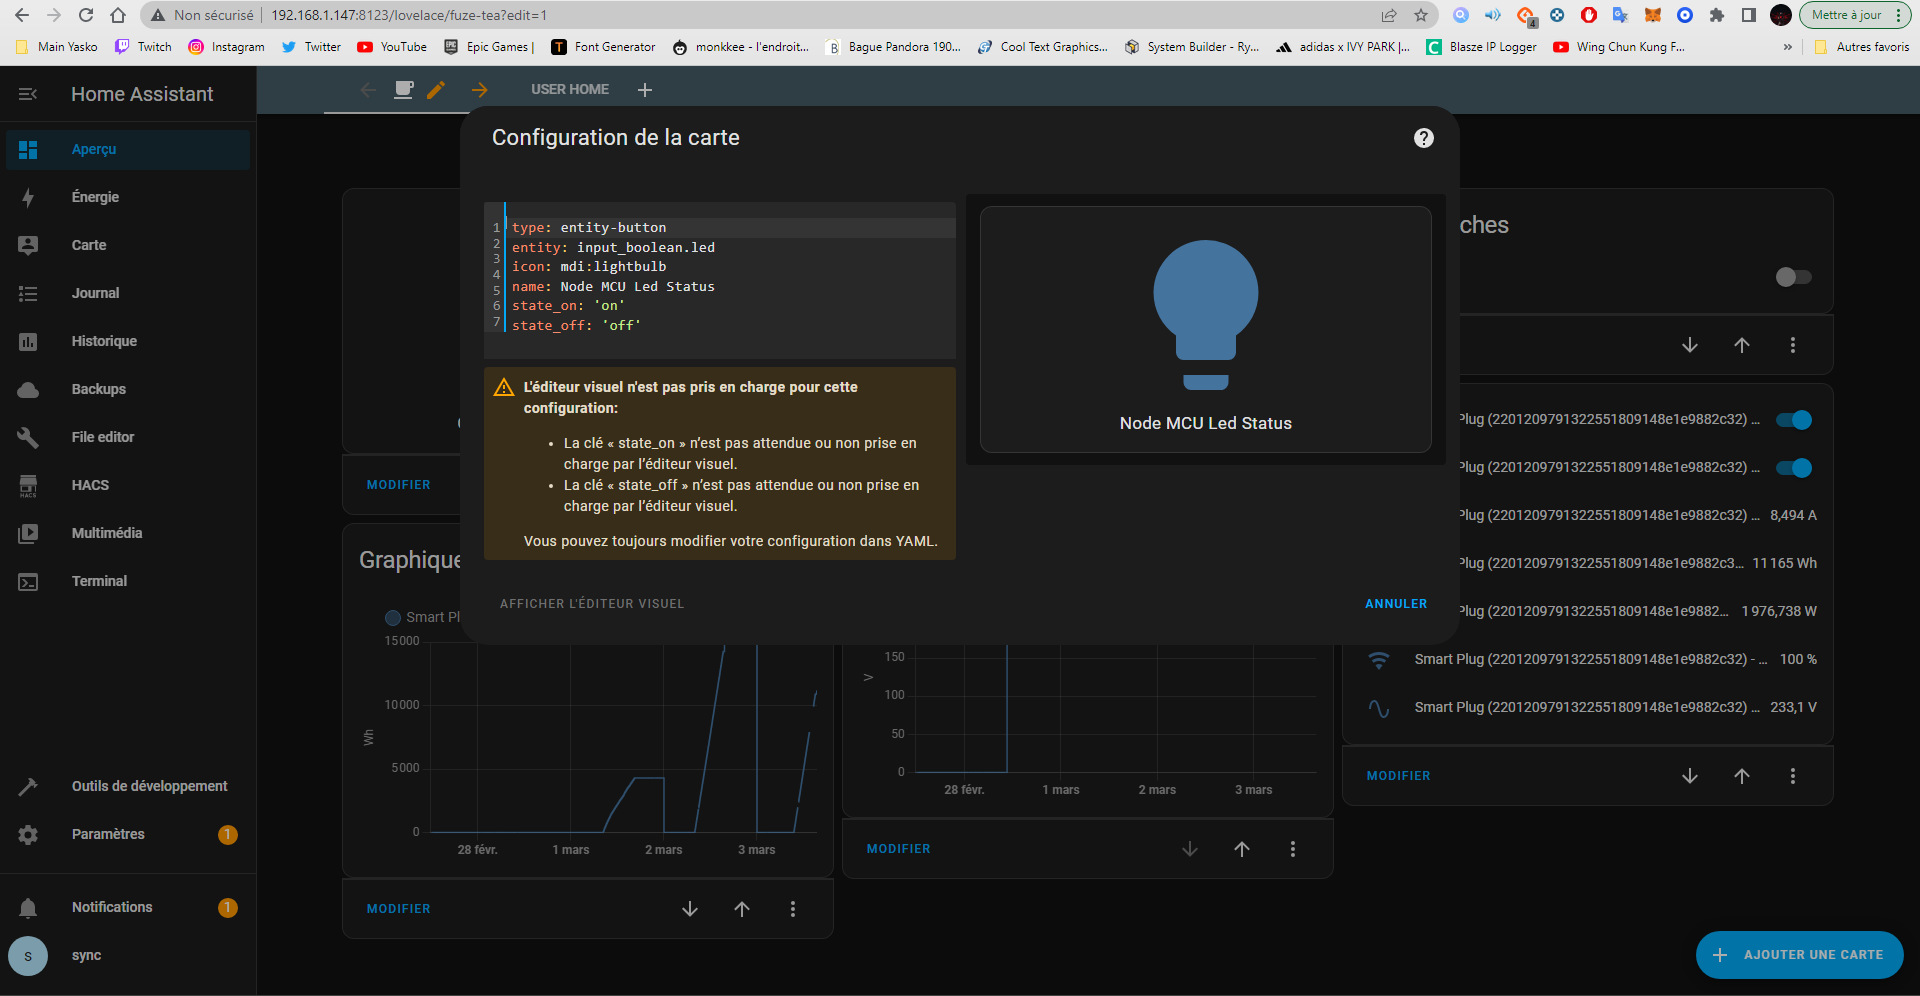 Non sécurisé
192.168.1.147:8123/lovelace/fuze-tea?edit=1
4
Mettre à jour
Main Yasko
Twitch
Instagram
Twitter
YouTube
Epic Games |
Font Generator
monkkee - l'endroit...
Bague Pandora 190...
Cool Text Graphics...
System Builder - Ry...
adidas x IVY PARK |...
Blasze IP Logger
Wing Chun Kung F...
»
Autres favoris
Home Assistant
USER HOME
Aperçu
Énergie
Carte
Journal
Historique
Backups
File editor
HACS
HACS
Multimédia
Terminal
Outils de développement
Paramètres
1
Notifications
1
S
sync
Configuration de la carte
1 type: entity-button
2 entity: input_boolean.led
3 icon: mdi:lightbulb
4 name: Node MCU Led Status
5 state_on: 'on'
6 state_off: 'off'
7
L'éditeur visuel n'est pas pris en charge pour cette
configuration:
• La clé « state_on » n’est pas attendue ou non prise en
charge par l’éditeur visuel.
• La clé « state_off » n’est pas attendue ou non prise en
charge par l’éditeur visuel.
Vous pouvez toujours modifier votre configuration dans YAML.
Node MCU Led Status
AFFICHER L'ÉDITEUR VISUEL
ANNULER
MODIFIER
Graphique
Smart Pl
15000
10000
5000
0
Wh
28 févr.
1 mars
2 mars
3 mars
MODIFIER
150
100
50
0
V
28 févr.
1 mars
2 mars
3 mars
MODIFIER
ches
Plug (2201209791322551809148e1e9882c32) ...
Plug (2201209791322551809148e1e9882c32) ...
Plug (2201209791322551809148e1e9882c32) ... 8,494 A
Plug (2201209791322551809148e1e9882c3... 11 165 Wh
Plug (2201209791322551809148e1e9882... 1 976,738 W
Smart Plug (2201209791322551809148e1e9882c32) - ... 100 %
Smart Plug (2201209791322551809148e1e9882c32) ... 233,1 V
MODIFIER
AJOUTER UNE CARTE